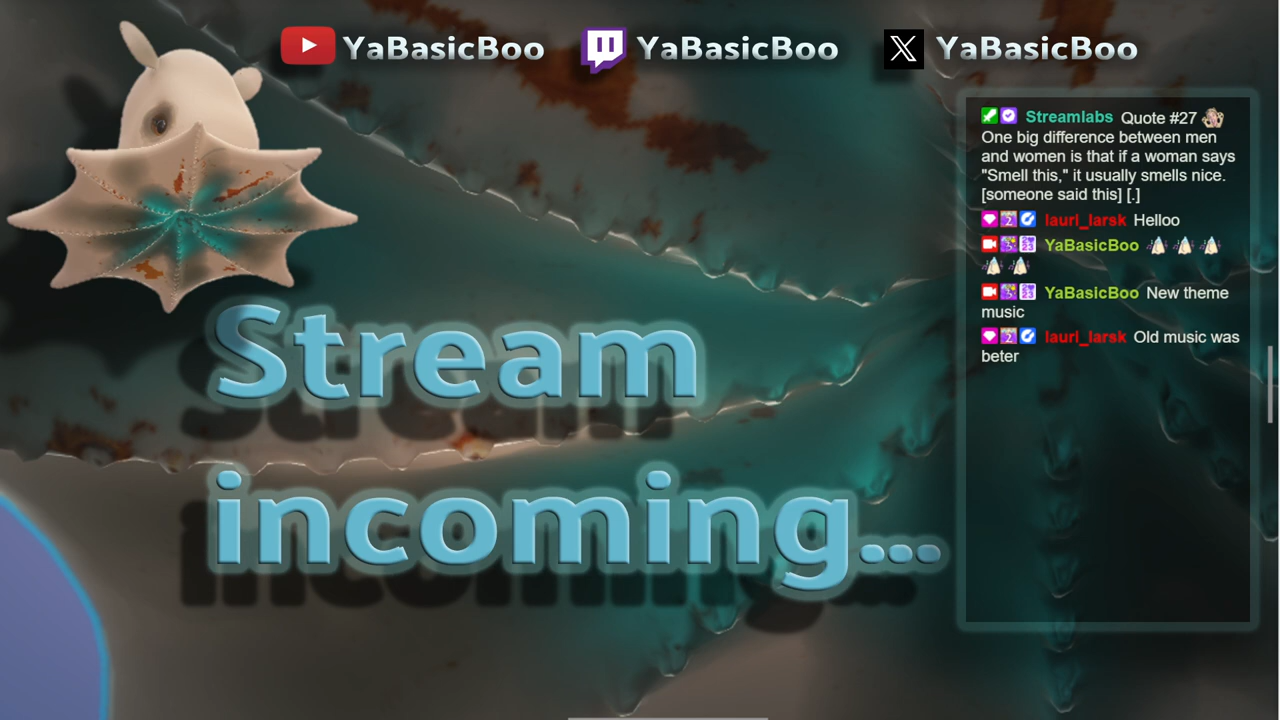 YaBasicBoo YaBasicBoo YaBasicBoo
Stream
incoming...
Streamlabs Quote #27
One big difference between men
and women is that if a woman says
"Smell this," it usually smells nice.
[someone said this] [.]
lauri_larsk Helloo
YaBasicBoo
YaBasicBoo New theme
music
lauri_larsk Old music was
beter